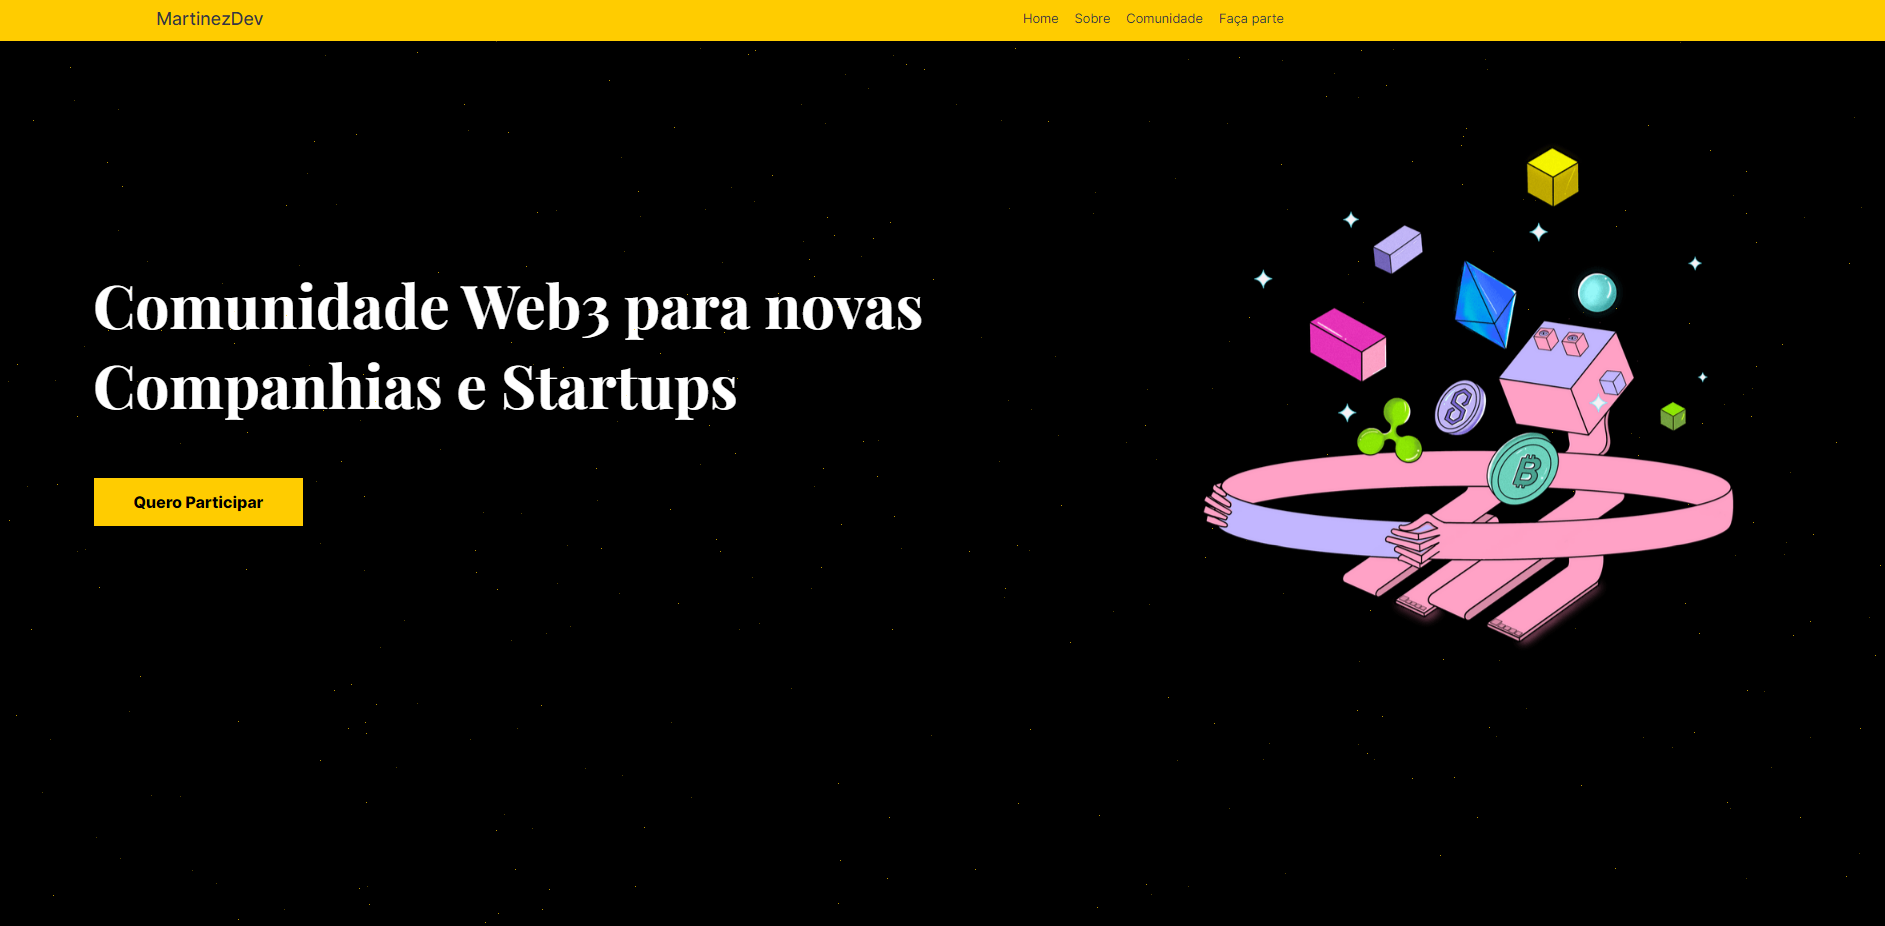 MartinezDev
Home Sobre Comunidade Faça parte
Comunidade Web3 para novas
Companhias e Startups
Quero Participar